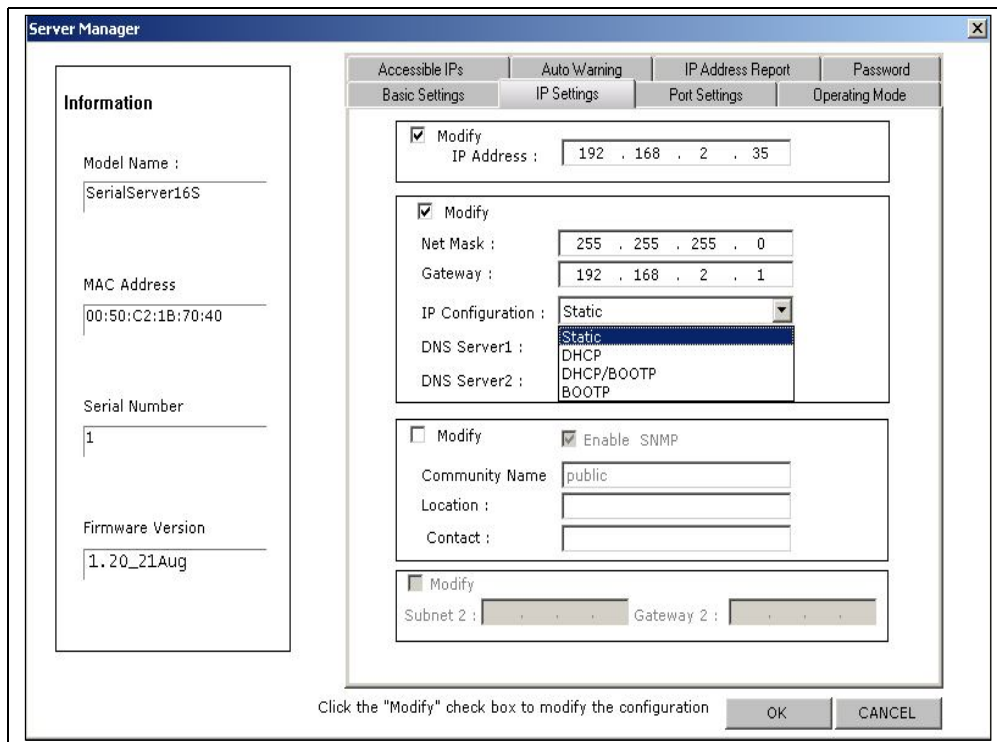 Server Manager
Information
Model Name :
SerialServer16S
MAC Address
00:50:C2:1B:70:40
Serial Number
1
Firmware Version
1.20_21Aug
Accessible IPs
Auto Warning
IP Address Report
Password
Basic Settings
IP Settings
Port Settings
Operating Mode
Modify
IP Address : 192 . 168 . 2 . 35
Modify
Net Mask : 255 . 255 . 255 . 0
Gateway : 192 . 168 . 2 . 1
IP Configuration : Static
Static
DHCP
DHCP/BOOTP
BOOTP
DNS Server1 :
DNS Server2 :
Modify
Enable SNMP
Community Name public
Location :
Contact :
Modify
Subnet 2 : . . . Gateway 2 : . . .
Click the "Modify" check box to modify the configuration
OK
CANCEL